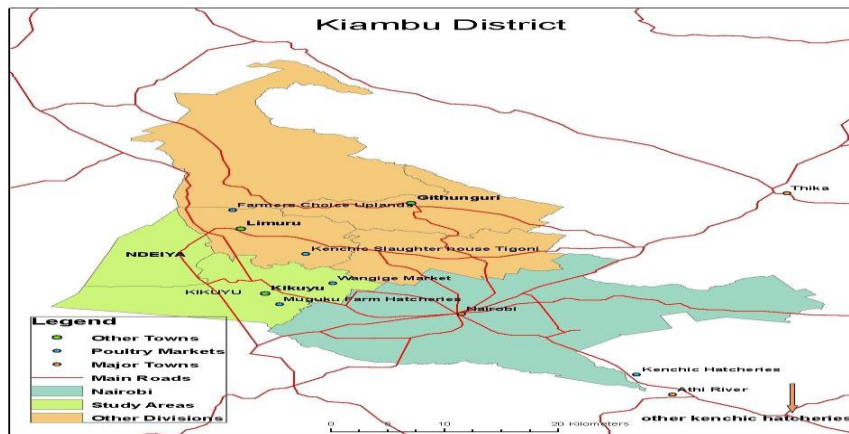 Kiambu District
Thika
Githunguri
Farmers Choice Uplands
Limuru
Kenchic Slaughter house Tigoni
NDEIYA
Wangige Market
KIKUYU
Kikuyu
Muguku Farm Hatcheries
Nairobi
Legend
Other Towns
Poultry Markets
Major Towns
Main Roads
Nairobi
Study Areas
Other Divisions
Kenchic Hatcheries
Athi River
other kenchic hatcheries
0
20 Kilometers